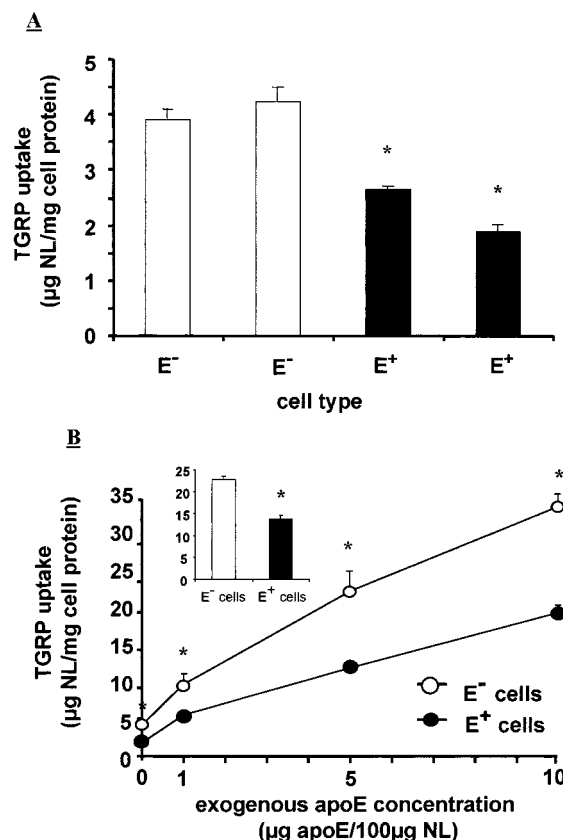 A
TGRP uptake
(µg NL/mg cell protein)
5
4
3
2
1
0
*
*
E⁻
E⁻
E⁺
E⁺
cell type
B
TGRP uptake
(µg NL/mg cell protein)
35
30
25
20
15
10
5
0
25
20
15
10
5
0
*
E⁻ cells
E⁺ cells
*
*
*
*
E⁻ cells
E⁺ cells
0
1
5
10
exogenous apoE concentration
(µg apoE/100µg NL)